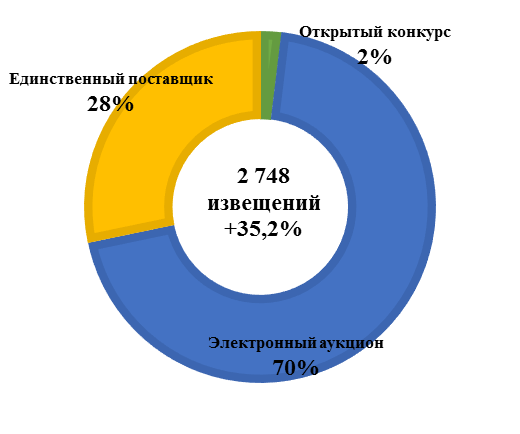 Открытый конкурс
2%
Единственный поставщик
28%
2 748
извещений
+35,2%
Электронный аукцион
70%